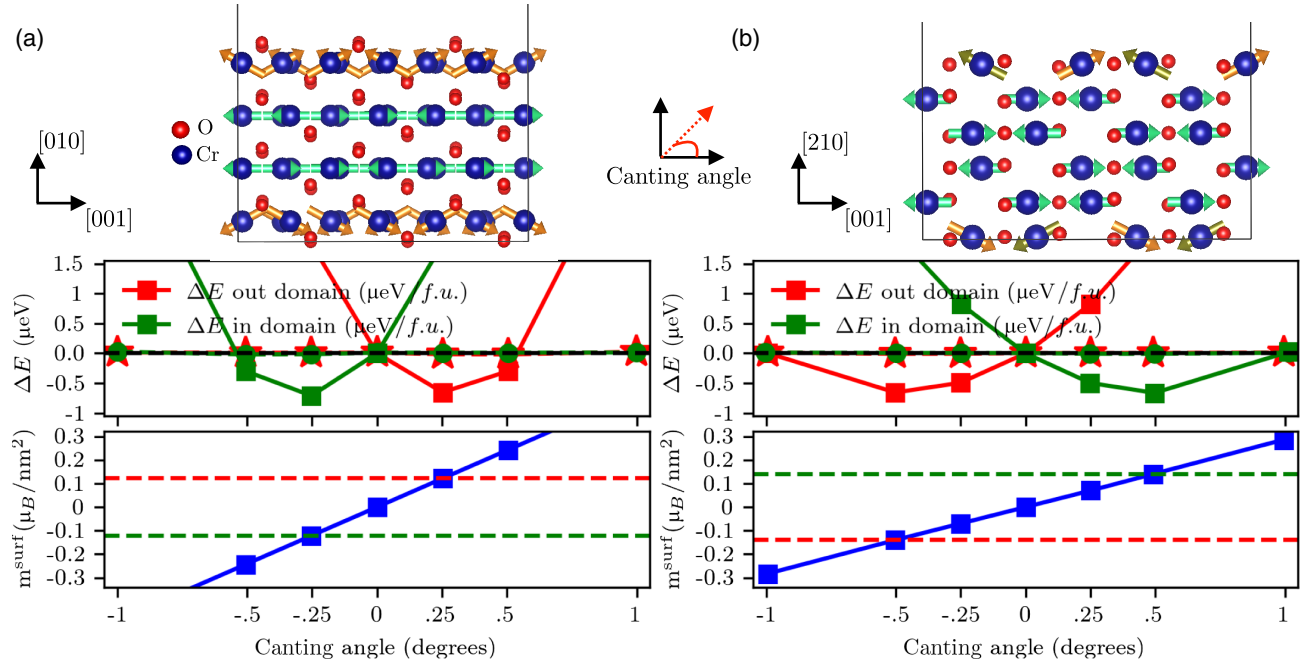 (a)
O
Cr
[010]
[001]
Canting angle
(b)
[210]
[001]
1.5
1
0.5
0.0
-0.5
-1
ΔE (µeV)
ΔE out domain (µeV/f.u.)
ΔE in domain (µeV/f.u.)
0.3
0.2
0.1
0
-0.1
-0.2
-0.3
m^surf (µ_B/nm²)
-1
-.5
-.25
0
.25
.5
1
Canting angle (degrees)
1.5
1
0.5
0.0
-0.5
-1
ΔE (µeV)
ΔE out domain (µeV/f.u.)
ΔE in domain (µeV/f.u.)
0.3
0.2
0.1
0
-0.1
-0.2
-0.3
m^surf (µ_B/nm²)
-1
-.5
-.25
0
.25
.5
1
Canting angle (degrees)